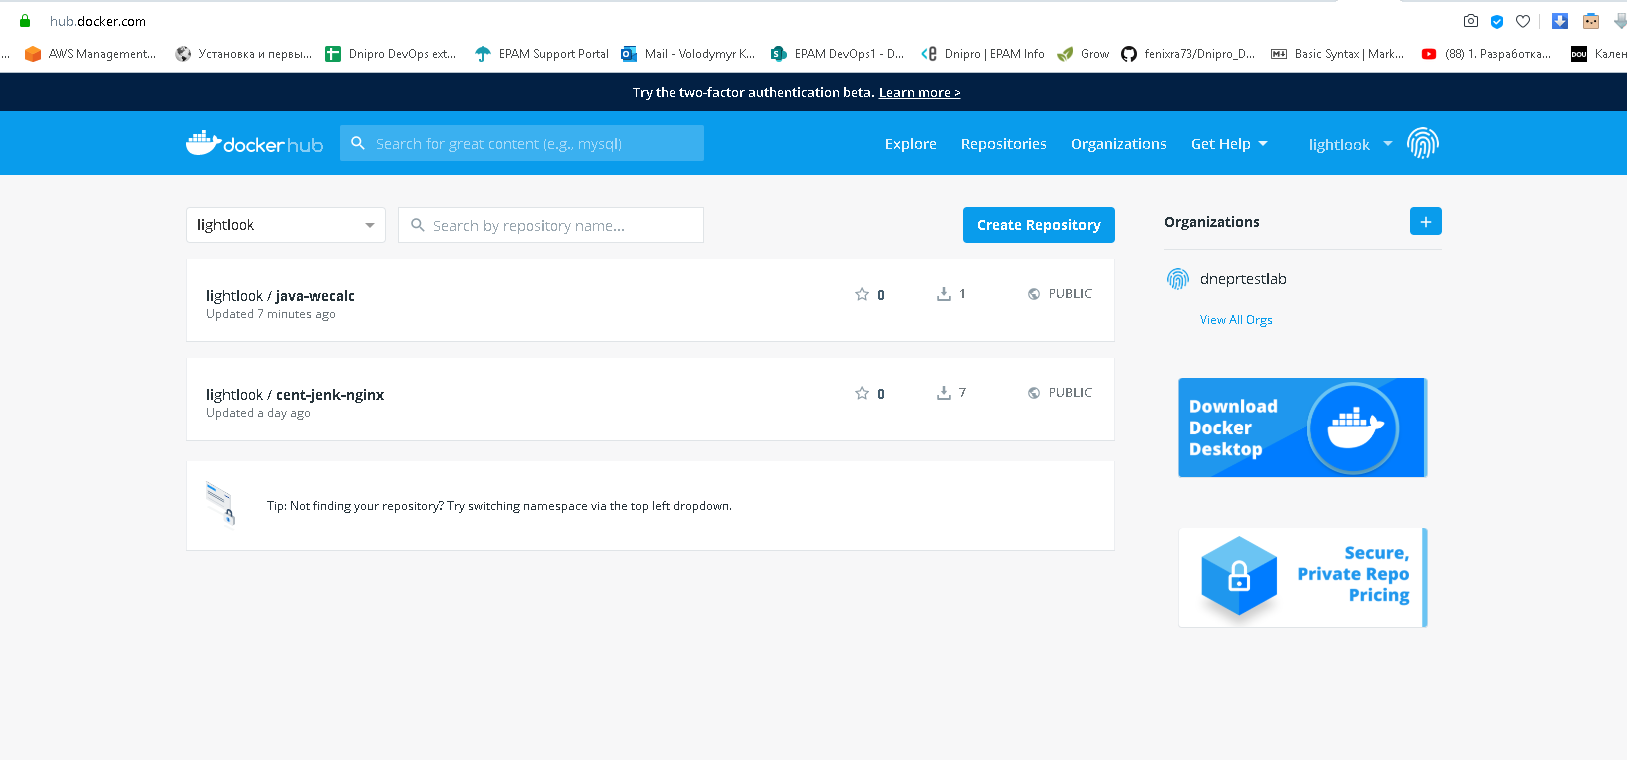 hub.docker.com
... AWS Management... Установка и первы... Dnipro DevOps ext... EPAM Support Portal Mail - Volodymyr K... EPAM DevOps1 - D... Dnipro | EPAM Info Grow fenixra73/Dnipro_D... Basic Syntax | Mark... (88) 1. Разработка... DOU Кален
Try the two-factor authentication beta. Learn more >
docker hub Search for great content (e.g., mysql) Explore Repositories Organizations Get Help lightlook
lightlook Search by repository name... Create Repository Organizations +
lightlook / java-wecalc 0 1 PUBLIC
Updated 7 minutes ago
lightlook / cent-jenk-nginx 0 7 PUBLIC
Updated a day ago
Tip: Not finding your repository? Try switching namespace via the top left dropdown.
dneprtestlab
View All Orgs
Download
Docker
Desktop
Secure,
Private Repo
Pricing